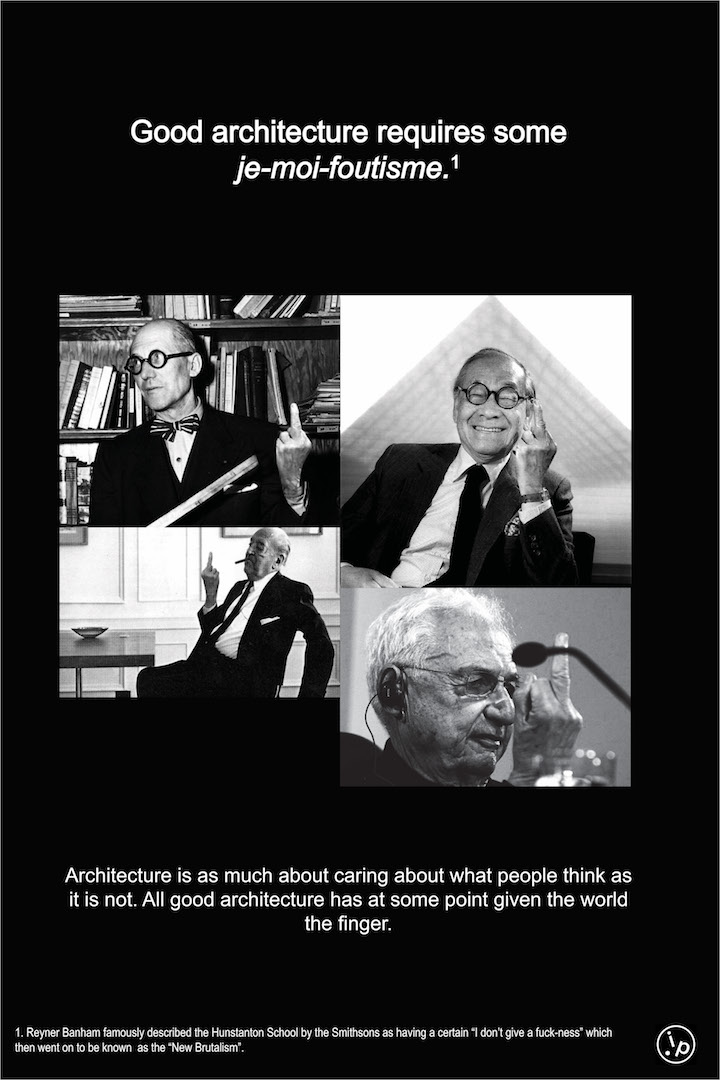 Good architecture requires some
je-moi-foutisme.¹
Architecture is as much about caring about what people think as
it is not. All good architecture has at some point given the world
the finger.
1. Reyner Banham famously described the Hunstanton School by the Smithsons as having a certain “I don’t give a fuck-ness” which
then went on to be known as the “New Brutalism”.
i.p